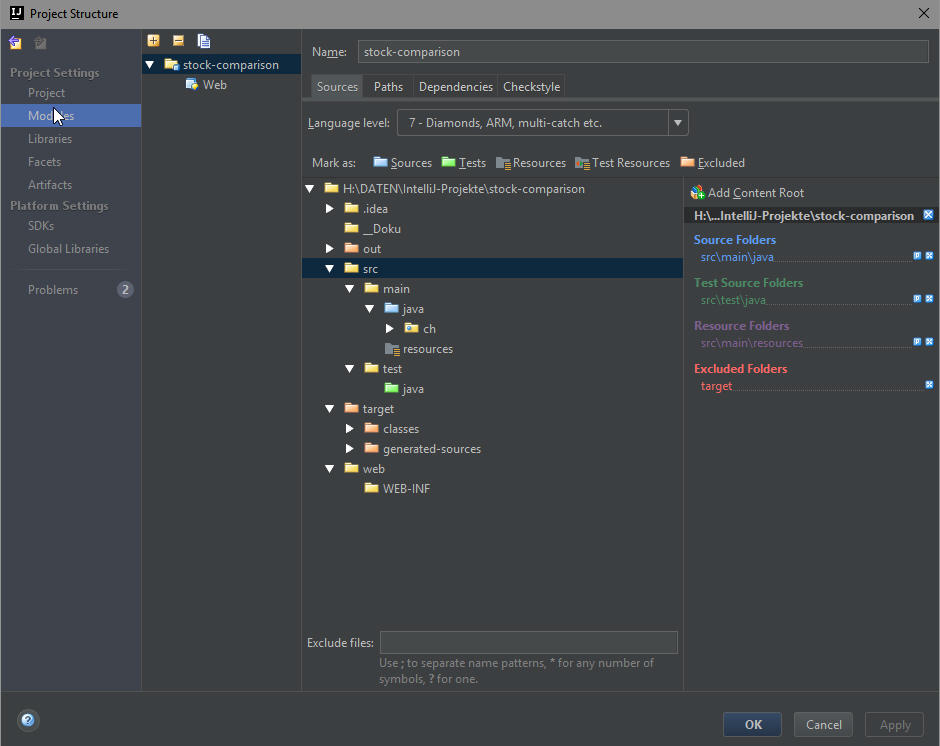 Project Structure
Project Settings
Project
Modules
Libraries
Facets
Artifacts
Platform Settings
SDKs
Global Libraries
Problems 2
stock-comparison
Web
Name: stock-comparison
Sources Paths Dependencies Checkstyle
Language level: 7 - Diamonds, ARM, multi-catch etc.
Mark as: Sources Tests Resources Test Resources Excluded
H:\DATEN\IntelliJ-Projekte\stock-comparison
.idea
__Doku
out
src
main
java
ch
resources
test
java
target
classes
generated-sources
web
WEB-INF
Exclude files:
Use ; to separate name patterns, * for any number of
symbols, ? for one.
Add Content Root
H:\...IntelliJ-Projekte\stock-comparison
Source Folders
src\main\java
Test Source Folders
src\test\java
Resource Folders
src\main\resources
Excluded Folders
target
OK Cancel Apply